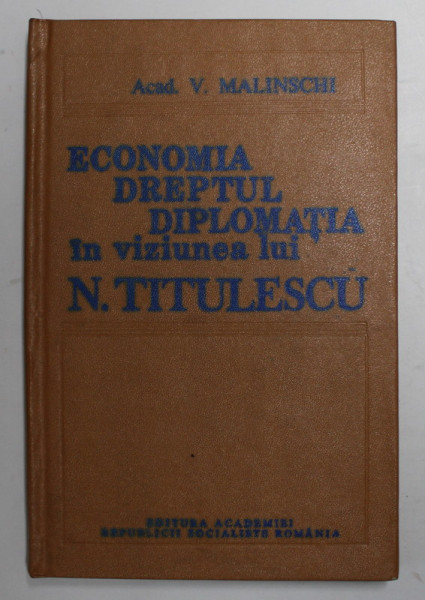 Acad. V. MALINSCHI
ECONOMIA
DREPTUL
DIPLOMAȚIA
în viziunea lui
N. TITULESCU
EDITURA ACADEMIEI
REPUBLICII SOCIALISTE ROMÂNIA